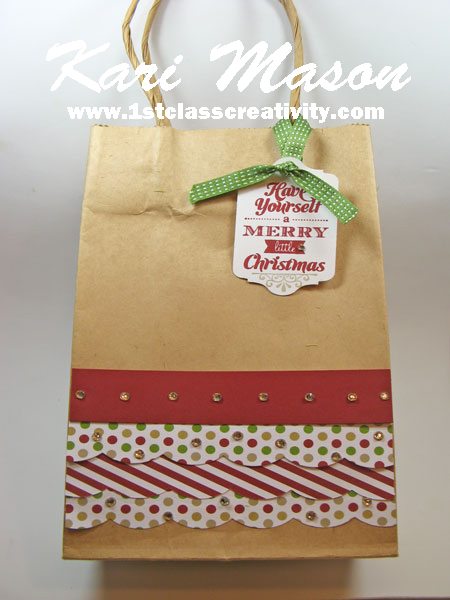 Kari Mason
www.1stclasscreativity.com
Have
Yourself
a
MERRY
little
Christmas